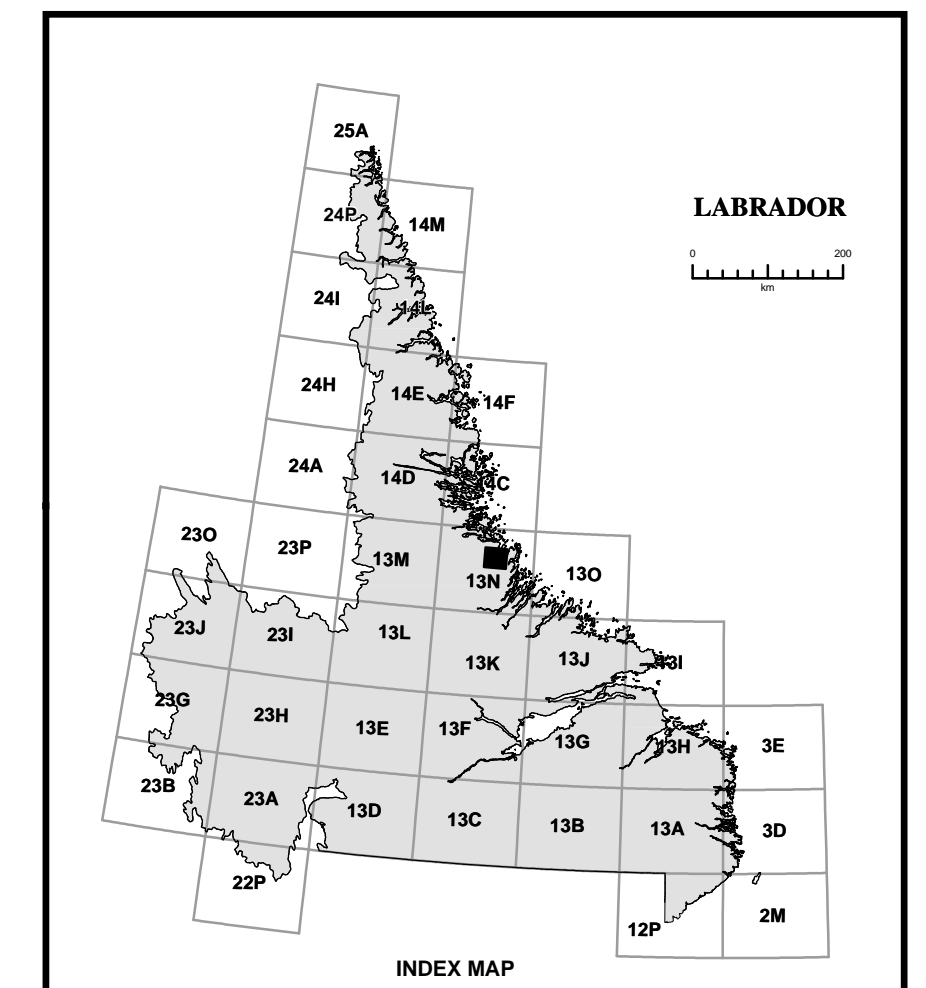 25A
24P
14M
LABRADOR
0 200
km
24I
14L
24H
14E
14F
24A
14D
14C
23O
23P
13M
13N
13O
23J
23I
13L
13K
13J
13I
23G
23H
13E
13F
13G
13H
3E
23B
23A
13D
13C
13B
13A
3D
22P
12P
2M
INDEX MAP